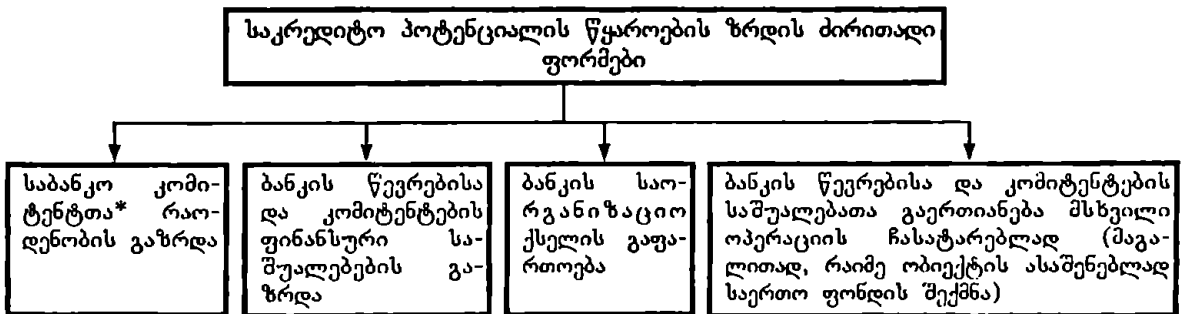 საკრედიტო პოტენციალის წყაროების ზრდის ძირითადი
ფორმები
საბანკო კომი-
ტენტთა* რაო-
დენობის გაზრდა
ბანკის წევრებისა
და კომიტენტების
ფინანსური სა-
შუალებების გა-
ზრდა
ბანკის საო-
რგანიზაციო
ქსელის გაფა-
რთოება
ბანკის წევრებისა და კომიტენტების
საშუალებათა გაერთიანება მსხვილი
ოპერაციის ჩასატარებლად (მაგა-
ლითად, რაიმე ობიექტის ასაშენებლად
საერთო ფონდის შექმნა)